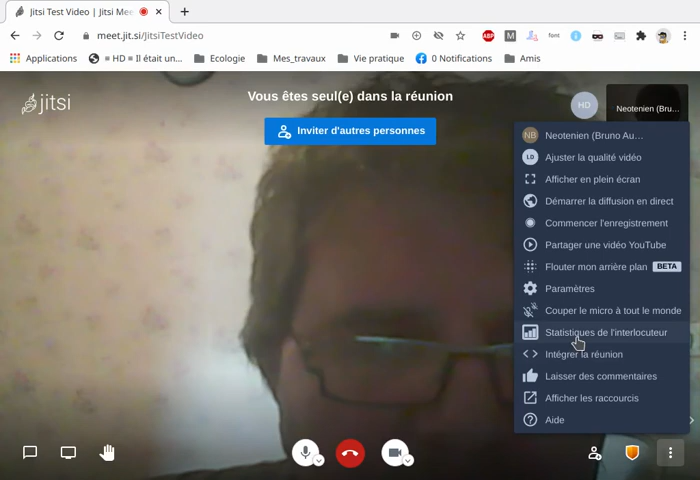 Jitsi Test Video | Jitsi Mee
meet.jit.si/JitsiTestVideo
ABP
M
font
Applications
= HD = Il était un...
Ecologie
Mes_travaux
Vie pratique
0 Notifications
Amis
jitsi
Vous êtes seul(e) dans la réunion
HD
Neotenien (Bru...
Inviter d'autres personnes
NB Neotenien (Bruno Au...
LD Ajuster la qualité vidéo
Afficher en plein écran
Démarrer la diffusion en direct
Commencer l'enregistrement
Partager une vidéo YouTube
Flouter mon arrière plan BETA
Paramètres
Couper le micro à tout le monde
Statistiques de l'interlocuteur
Intégrer la réunion
Laisser des commentaires
Afficher les raccourcis
Aide